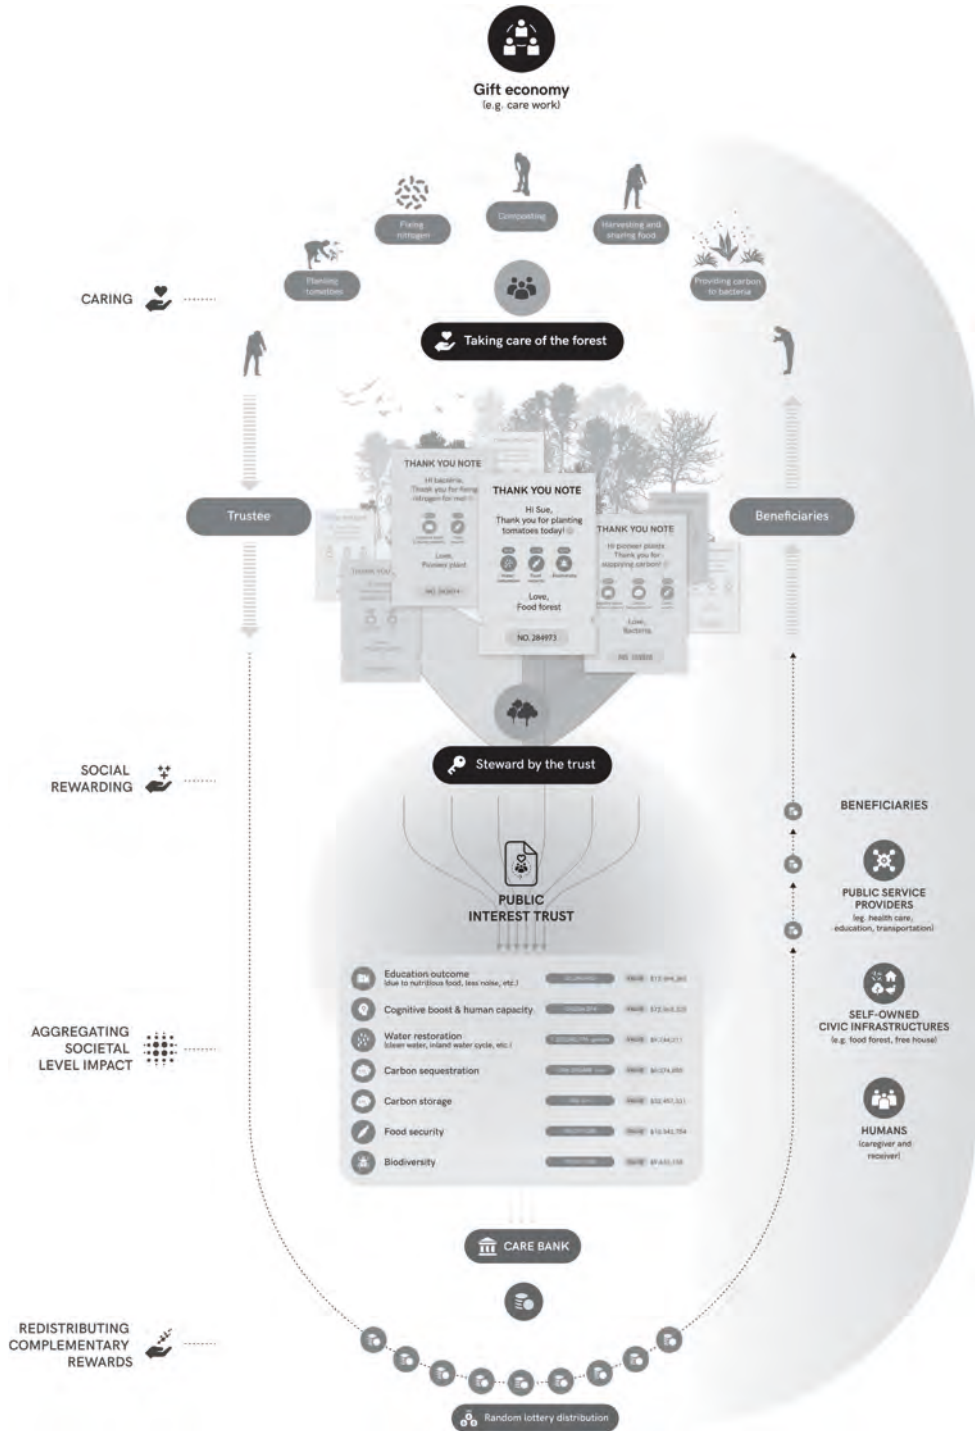 Gift economy
(e.g. care work)
Composting
Fixing
nitrogen
Harvesting and
sharing food
Planting
tomatoes
Providing carbon
to bacteria
CARING
Taking care of the forest
THANK YOU NOTE
Hi bacteria,
Thank you for fixing
nitrogen for me!
Love,
Pioneer plant
THANK YOU NOTE
Hi Sue,
Thank you for planting
tomatoes today!
Love,
Food forest
NO. 284973
THANK YOU NOTE
Hi pioneer plants
Thank you for
supplying carbon!
Love,
Bacteria
THANK YOU
Trustee
Beneficiaries
SOCIAL
REWARDING
Steward by the trust
PUBLIC
INTEREST TRUST
BENEFICIARIES
PUBLIC SERVICE
PROVIDERS
(eg. health care,
education, transportation)
SELF-OWNED
CIVIC INFRASTRUCTURES
(e.g. food forest, free house)
HUMANS
(caregiver and
receiver)
AGGREGATING
SOCIETAL
LEVEL IMPACT
Education outcome
(due to nutritious food, less noise, etc.)
Cognitive boost & human capacity
Water restoration
(clean water, inland water cycle, etc.)
Carbon sequestration
Carbon storage
Food security
Biodiversity
CARE BANK
REDISTRIBUTING
COMPLEMENTARY
REWARDS
Random lottery distribution